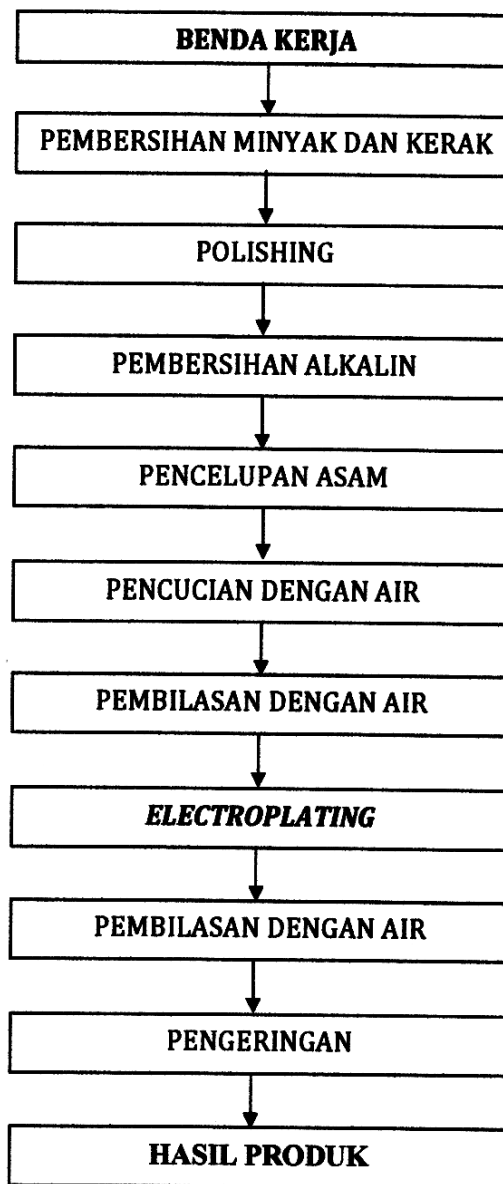 BENDA KERJA
PEMBERSIHAN MINYAK DAN KERAK
POLISHING
PEMBERSIHAN ALKALIN
PENCELUPAN ASAM
PENCUCIAN DENGAN AIR
PEMBILASAN DENGAN AIR
ELECTROPLATING
PEMBILASAN DENGAN AIR
PENGERINGAN
HASIL PRODUK